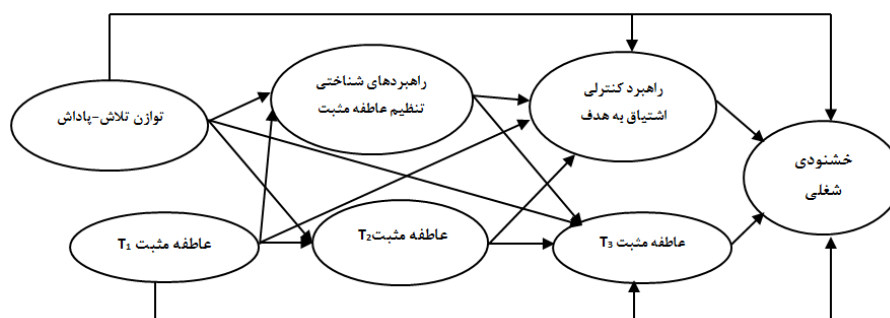 راهبردهای شناختی
تنظیم عاطفه مثبت
راهبرد کنترلی
اشتیاق به هدف
توازن تلاش-پاداش
خشنودی
شغلی
عاطفه مثبت T1
عاطفه مثبتT2
عاطفه مثبت T3